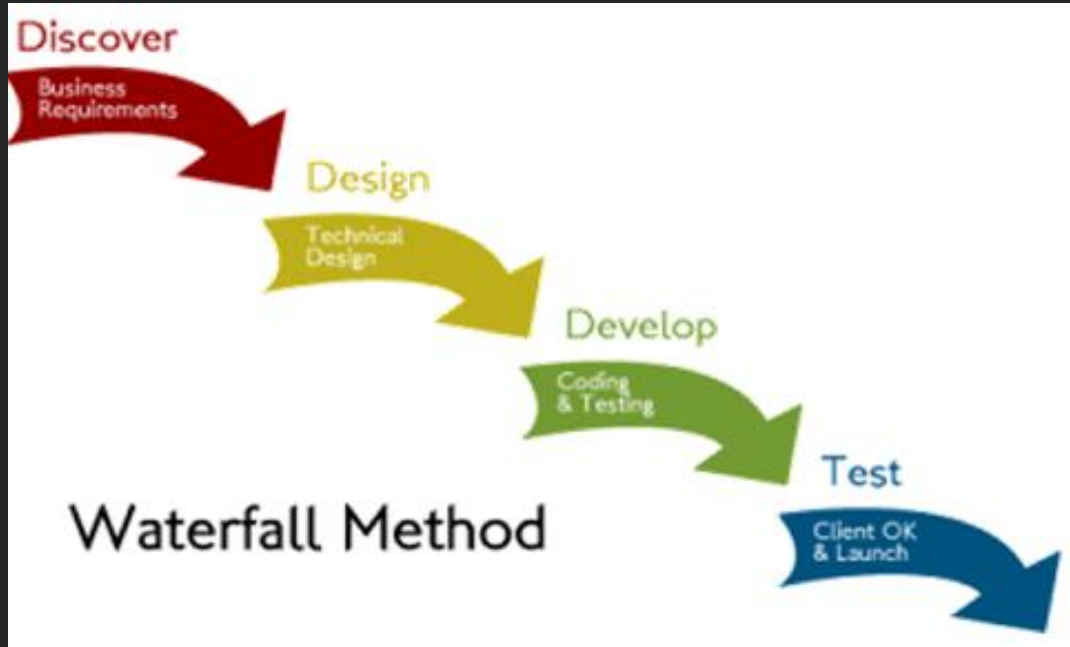 Discover
Business
Requirements
Design
Technical
Design
Develop
Coding
& Testing
Test
Client OK
& Launch
Waterfall Method